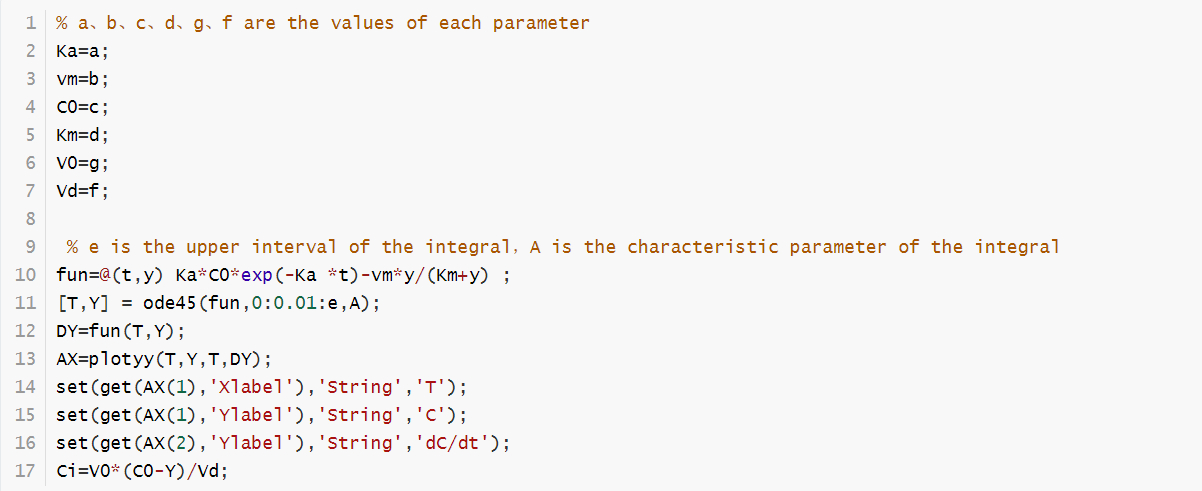 1 % a、b、c、d、g、f are the values of each parameter
2 Ka=a;
3 vm=b;
4 C0=c;
5 Km=d;
6 V0=g;
7 Vd=f;
8
9 % e is the upper interval of the integral，A is the characteristic parameter of the integral
10 fun=@(t,y) Ka*C0*exp(-Ka *t)-vm*y/(Km+y) ;
11 [T,Y] = ode45(fun,0:0.01:e,A);
12 DY=fun(T,Y);
13 AX=plotyy(T,Y,T,DY);
14 set(get(AX(1),'Xlabel'),'String','T');
15 set(get(AX(1),'Ylabel'),'String','C');
16 set(get(AX(2),'Ylabel'),'String','dC/dt');
17 Ci=V0*(C0-Y)/Vd;